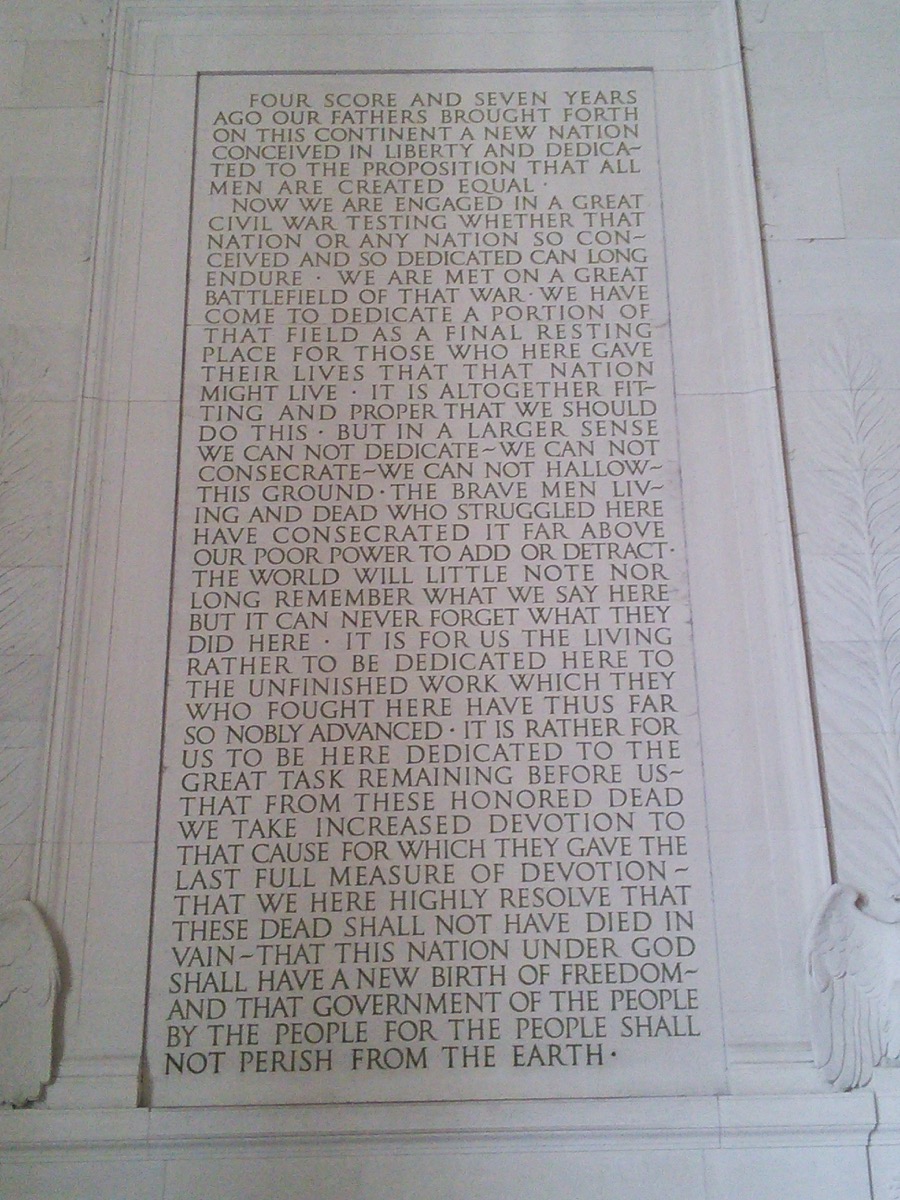 FOUR SCORE AND SEVEN YEARS
AGO OUR FATHERS BROUGHT FORTH
ON THIS CONTINENT A NEW NATION
CONCEIVED IN LIBERTY AND DEDICA~
TED TO THE PROPOSITION THAT ALL
MEN ARE CREATED EQUAL ·
NOW WE ARE ENGAGED IN A GREAT
CIVIL WAR TESTING WHETHER THAT
NATION OR ANY NATION SO CON~
CEIVED AND SO DEDICATED CAN LONG
ENDURE · WE ARE MET ON A GREAT
BATTLEFIELD OF THAT WAR · WE HAVE
COME TO DEDICATE A PORTION OF
THAT FIELD AS A FINAL RESTING
PLACE FOR THOSE WHO HERE GAVE
THEIR LIVES THAT THAT NATION
MIGHT LIVE · IT IS ALTOGETHER FIT~
TING AND PROPER THAT WE SHOULD
DO THIS · BUT IN A LARGER SENSE
WE CAN NOT DEDICATE~WE CAN NOT
CONSECRATE~WE CAN NOT HALLOW~
THIS GROUND · THE BRAVE MEN LIV~
ING AND DEAD WHO STRUGGLED HERE
HAVE CONSECRATED IT FAR ABOVE
OUR POOR POWER TO ADD OR DETRACT ·
THE WORLD WILL LITTLE NOTE NOR
LONG REMEMBER WHAT WE SAY HERE
BUT IT CAN NEVER FORGET WHAT THEY
DID HERE · IT IS FOR US THE LIVING
RATHER TO BE DEDICATED HERE TO
THE UNFINISHED WORK WHICH THEY
WHO FOUGHT HERE HAVE THUS FAR
SO NOBLY ADVANCED · IT IS RATHER FOR
US TO BE HERE DEDICATED TO THE
GREAT TASK REMAINING BEFORE US~
THAT FROM THESE HONORED DEAD
WE TAKE INCREASED DEVOTION TO
THAT CAUSE FOR WHICH THEY GAVE THE
LAST FULL MEASURE OF DEVOTION ~
THAT WE HERE HIGHLY RESOLVE THAT
THESE DEAD SHALL NOT HAVE DIED IN
VAIN~THAT THIS NATION UNDER GOD
SHALL HAVE A NEW BIRTH OF FREEDOM~
AND THAT GOVERNMENT OF THE PEOPLE
BY THE PEOPLE FOR THE PEOPLE SHALL
NOT PERISH FROM THE EARTH ·